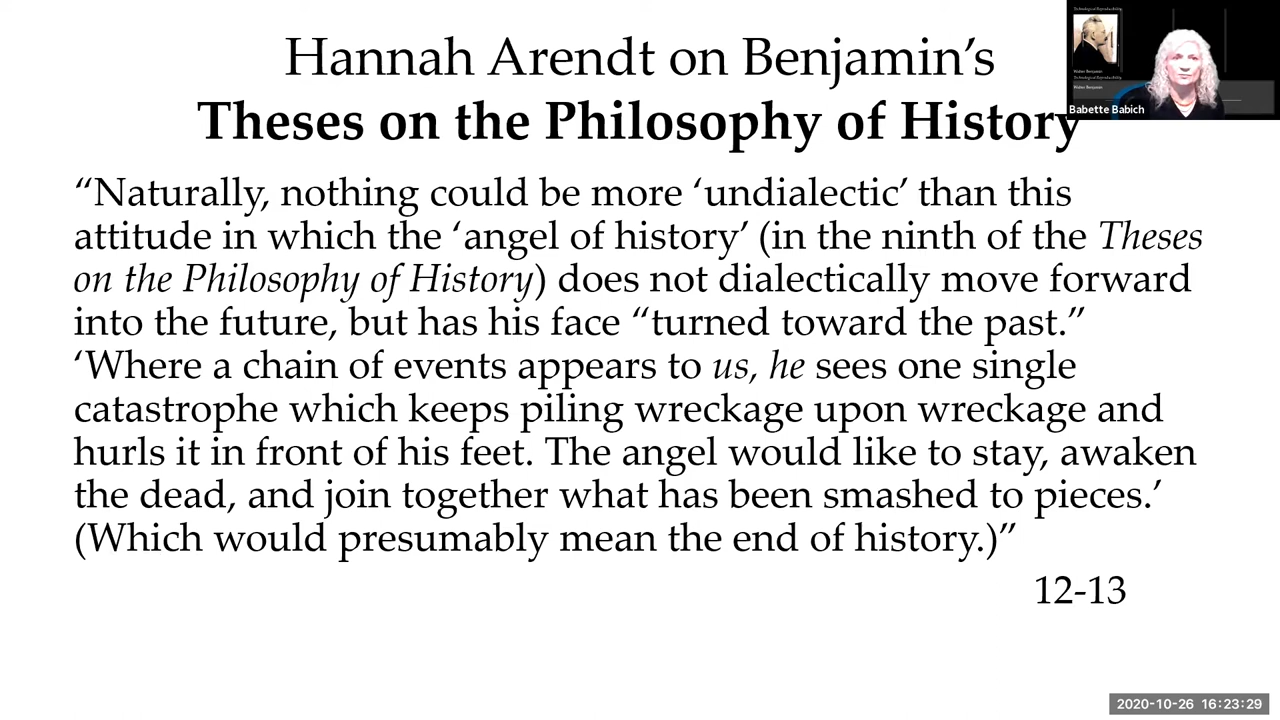 Hannah Arendt on Benjamin’s
Theses on the Philosophy of History
“Naturally, nothing could be more ‘undialectic’ than this
attitude in which the ‘angel of history’ (in the ninth of the Theses
on the Philosophy of History) does not dialectically move forward
into the future, but has his face “turned toward the past.”
‘Where a chain of events appears to us, he sees one single
catastrophe which keeps piling wreckage upon wreckage and
hurls it in front of his feet. The angel would like to stay, awaken
the dead, and join together what has been smashed to pieces.’
(Which would presumably mean the end of history.)”
12-13
Walter Benjamin
Walter Benjamin
Babette Babich
2020-10-26 16:23:29